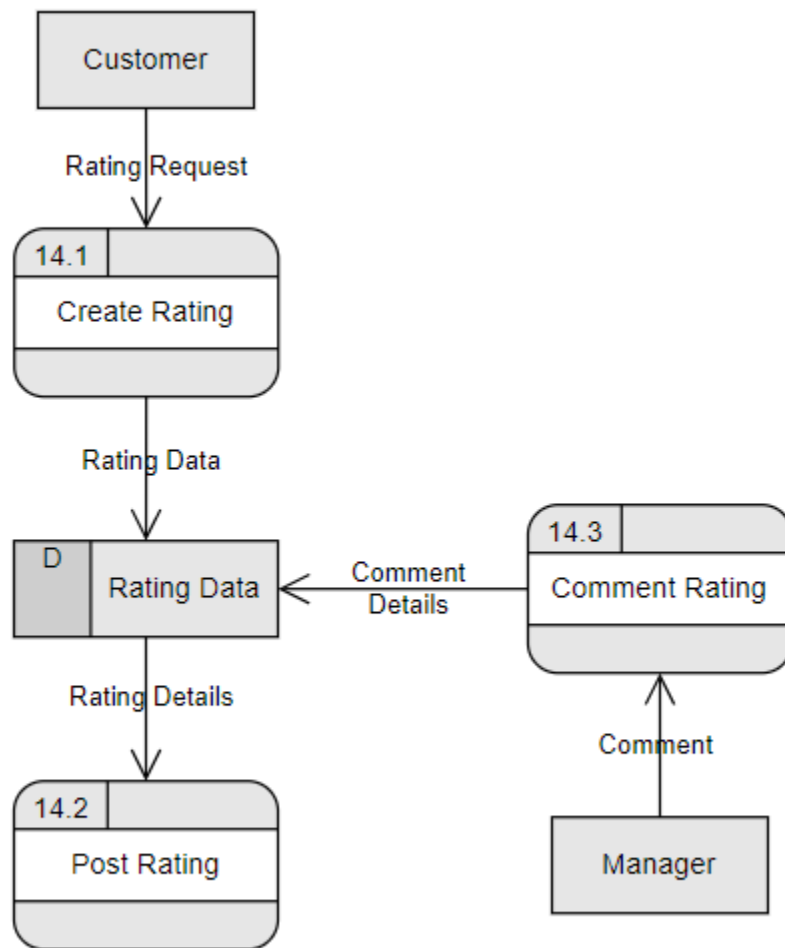 Customer
Rating Request
14.1
Create Rating
Rating Data
D
Rating Data
Comment
Details
14.3
Comment Rating
Rating Details
Comment
14.2
Post Rating
Manager